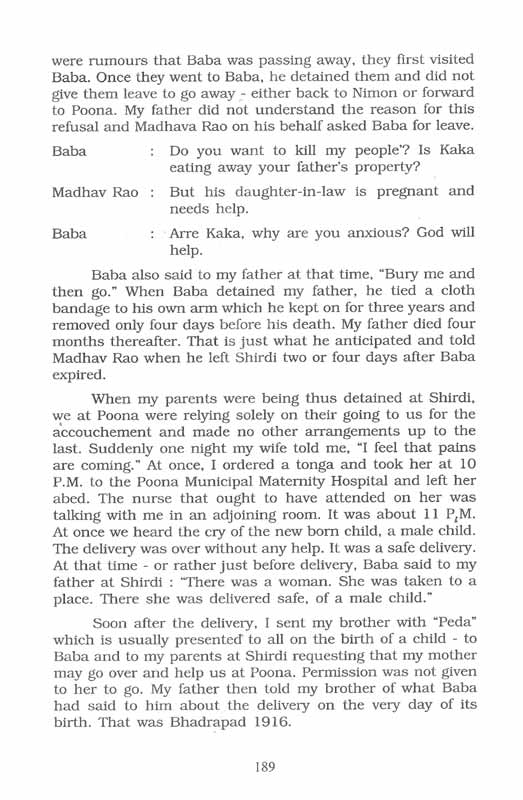 were rumours that Baba was passing away, they first visited
Baba. Once they went to Baba, he detained them and did not
give them leave to go away - either back to Nimon or forward
to Poona. My father did not understand the reason for this
refusal and Madhava Rao on his behalf asked Baba for leave.
Baba : Do you want to kill my people'? Is Kaka
eating away your father's property?
Madhav Rao : But his daughter-in-law is pregnant and
needs help.
Baba : Arre Kaka, why are you anxious? God will
help.
Baba also said to my father at that time, "Bury me and
then go." When Baba detained my father, he tied a cloth
bandage to his own arm which he kept on for three years and
removed only four days before his death. My father died four
months thereafter. That is just what he anticipated and told
Madhav Rao when he left Shirdi two or four days after Baba
expired.
When my parents were being thus detained at Shirdi,
we at Poona were relying solely on their going to us for the
accouchement and made no other arrangements up to the
last. Suddenly one night my wife told me, "I feel that pains
are coming." At once, I ordered a tonga and took her at 10
P.M. to the Poona Municipal Maternity Hospital and left her
abed. The nurse that ought to have attended on her was
talking with me in an adjoining room. It was about 11 P.M.
At once we heard the cry of the new born child, a male child.
The delivery was over without any help. It was a safe delivery.
At that time - or rather just before delivery, Baba said to my
father at Shirdi : "There was a woman. She was taken to a
place. There she was delivered safe, of a male child."
Soon after the delivery, I sent my brother with "Peda"
which is usually presented to all on the birth of a child - to
Baba and to my parents at Shirdi requesting that my mother
may go over and help us at Poona. Permission was not given
to her to go. My father then told my brother of what Baba
had said to him about the delivery on the very day of its
birth. That was Bhadrapad 1916.
189